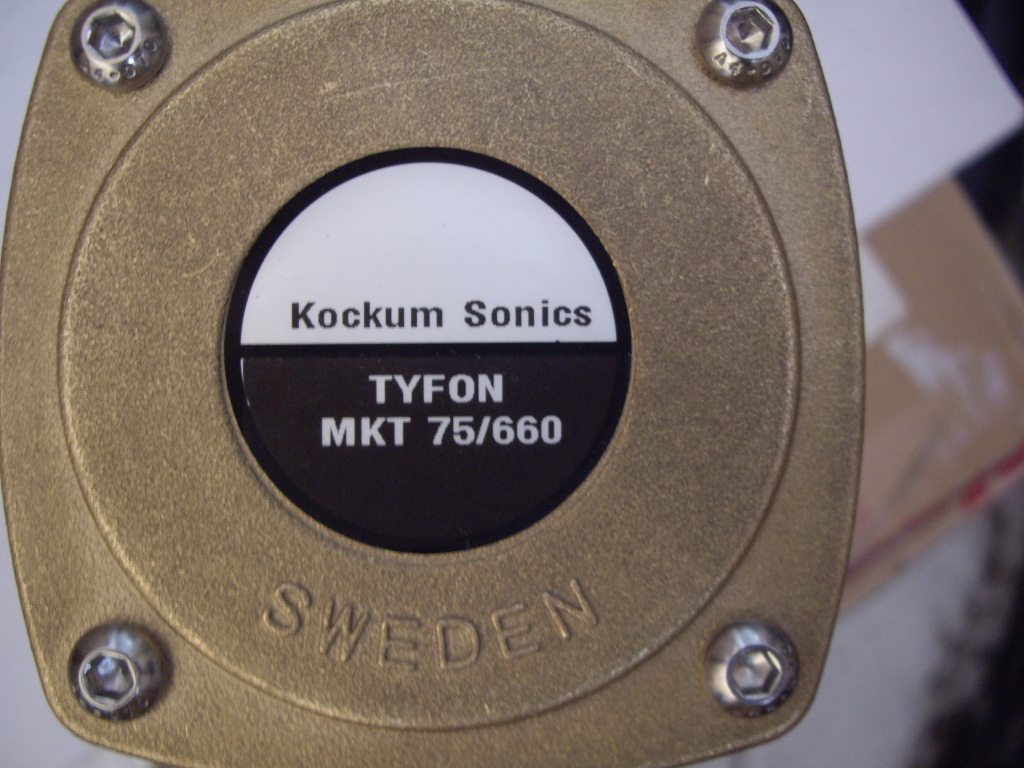 Kockum Sonics
TYFON
MKT 75/660
SWEDEN